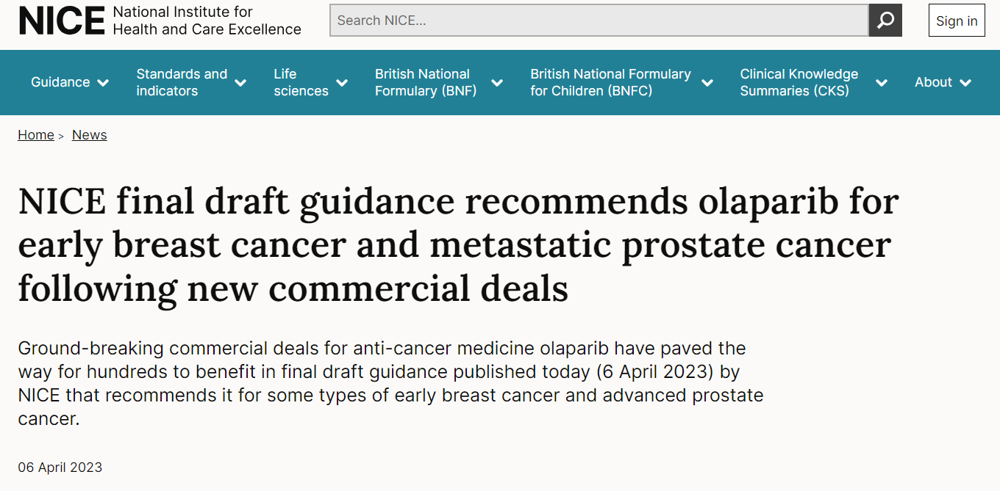 NICE National Institute for
Health and Care Excellence
Search NICE...
Sign in
Guidance
Standards and
indicators
Life
sciences
British National
Formulary (BNF)
British National Formulary
for Children (BNFC)
Clinical Knowledge
Summaries (CKS)
About
Home > News
NICE final draft guidance recommends olaparib for
early breast cancer and metastatic prostate cancer
following new commercial deals
Ground-breaking commercial deals for anti-cancer medicine olaparib have paved the
way for hundreds to benefit in final draft guidance published today (6 April 2023) by
NICE that recommends it for some types of early breast cancer and advanced prostate
cancer.
06 April 2023